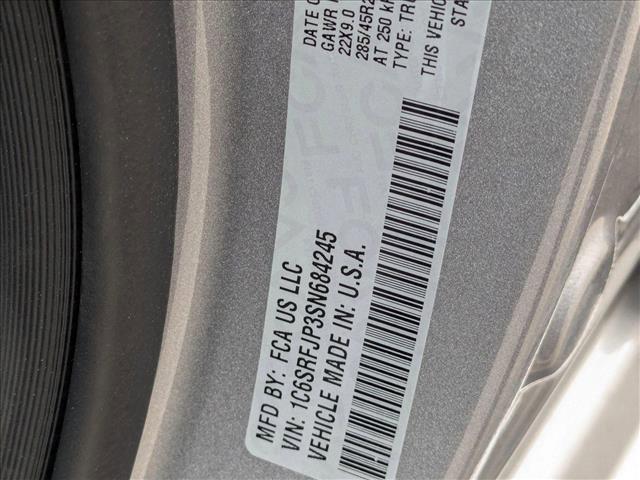 MFD BY: FCA US LLC
VIN: 1C6SRFJP3SN684245
VEHICLE MADE IN: U.S.A.
DATE O
GAWR
22X9.0
285/45R2
AT 250 k
TYPE: TR
THIS VEHIC
STA